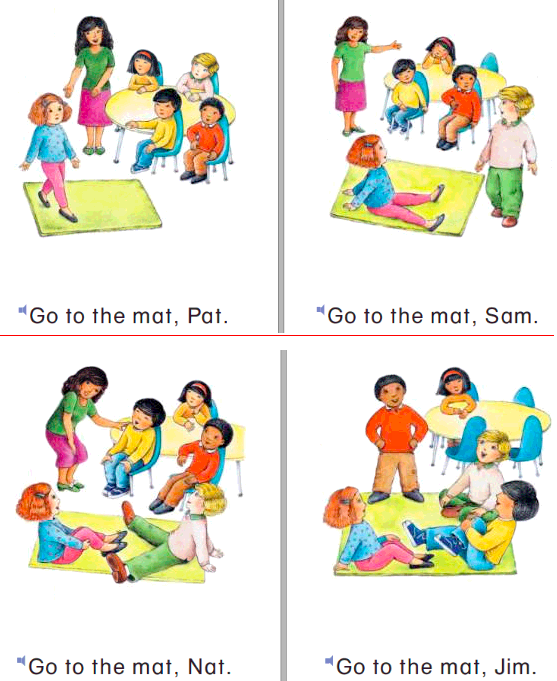 Go to the mat, Pat.
Go to the mat, Sam.
Go to the mat, Nat.
Go to the mat, Jim.